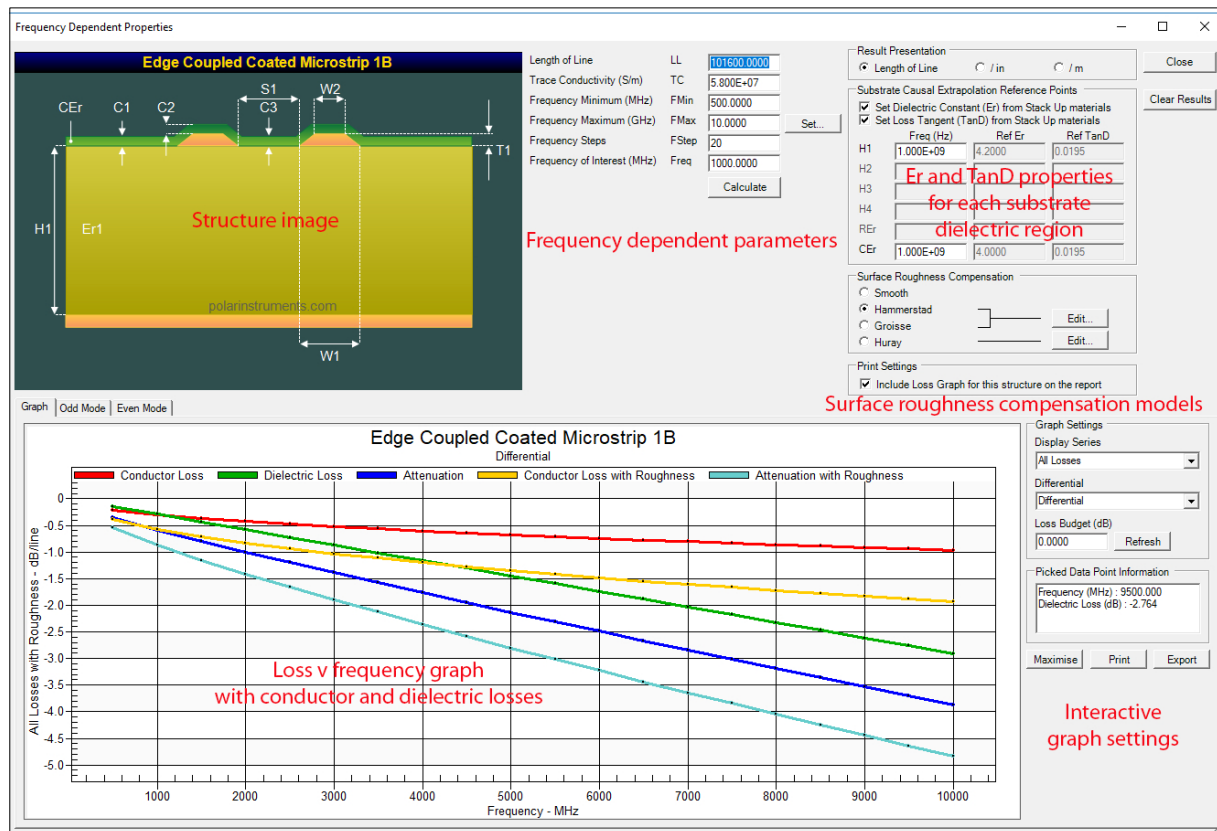 Frequency Dependent Properties
Edge Coupled Coated Microstrip 1B
CEr C1 C2 S1 C3 W2
T1
H1 Er1
Structure image
polarinstruments.com
W1
Length of Line LL 101600.0000
Trace Conductivity (S/m) TC 5.800E+07
Frequency Minimum (MHz) FMin 500.0000
Frequency Maximum (GHz) FMax 10.0000 Set...
Frequency Steps FStep 20
Frequency of Interest (MHz) Freq 1000.0000
Calculate
Frequency dependent parameters
Result Presentation
Length of Line / in / m
Close
Clear Results
Substrate Causal Extrapolation Reference Points
Set Dielectric Constant (Er) from Stack Up materials
Set Loss Tangent (TanD) from Stack Up materials
Freq (Hz) Ref Er Ref TanD
H1 1.000E+09 4.2000 0.0195
H2
H3
H4
REr
CEr 1.000E+09 4.0000 0.0195
Er and TanD properties
for each substrate
dielectric region
Surface Roughness Compensation
Smooth
Hammerstad
Groisse
Huray
Edit...
Edit...
Print Settings
Include Loss Graph for this structure on the report
Surface roughness compensation models
Graph Odd Mode Even Mode
Edge Coupled Coated Microstrip 1B
Differential
Conductor Loss Dielectric Loss Attenuation Conductor Loss with Roughness Attenuation with Roughness
All Losses with Roughness - dB/line
0
-0.5
-1.0
-1.5
-2.0
-2.5
-3.0
-3.5
-4.0
-4.5
-5.0
Loss v frequency graph
with conductor and dielectric losses
1000 2000 3000 4000 5000 6000 7000 8000 9000 10000
Frequency - MHz
Graph Settings
Display Series
All Losses
Differential
Differential
Loss Budget (dB)
0.0000 Refresh
Picked Data Point Information
Frequency (MHz) : 9500.000
Dielectric Loss (dB) : -2.764
Maximise Print Export
Interactive
graph settings